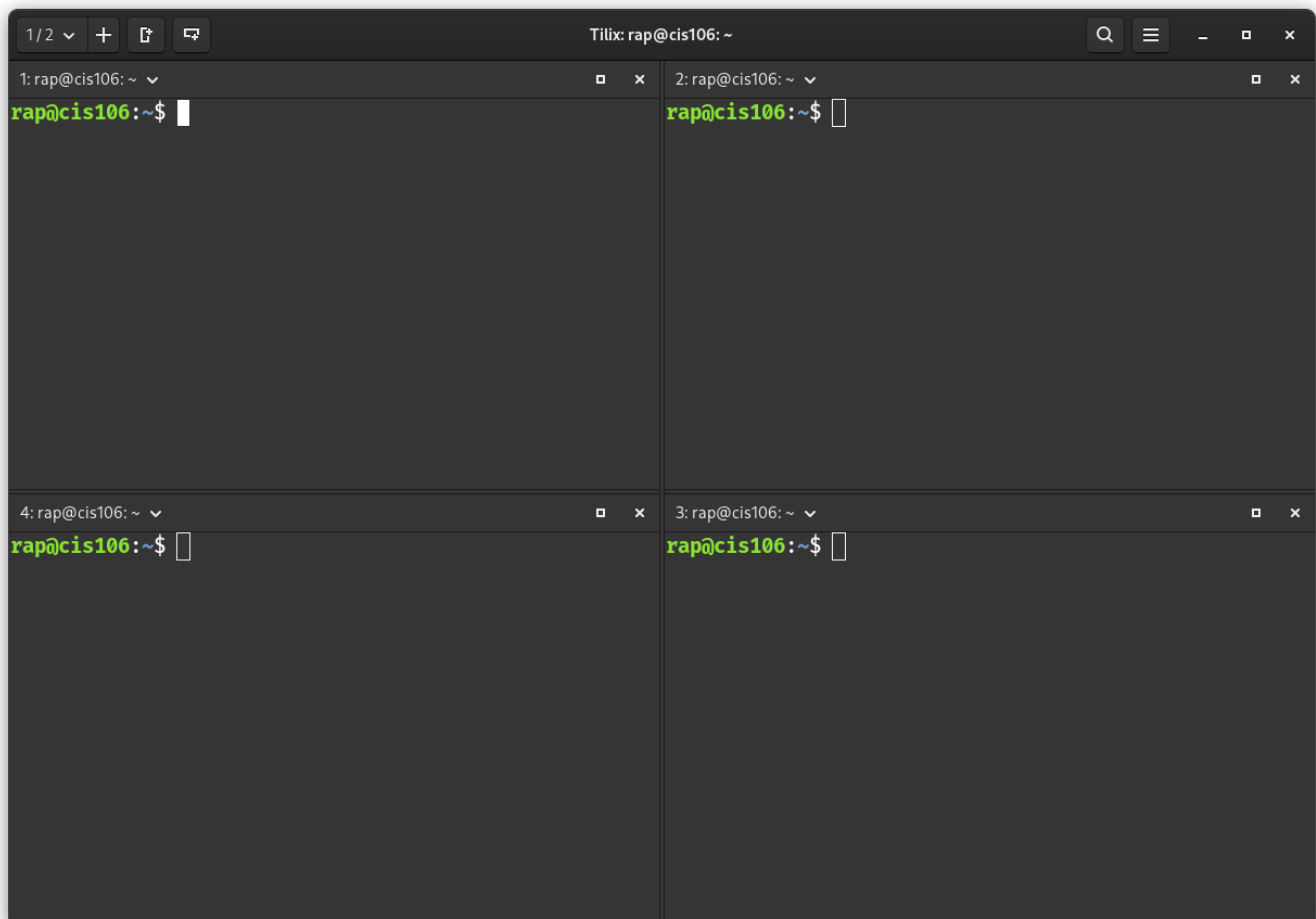 1 / 2
Tilix: rap@cis106: ~
1: rap@cis106: ~
2: rap@cis106: ~
rap@cis106:~$
rap@cis106:~$
4: rap@cis106: ~
3: rap@cis106: ~
rap@cis106:~$
rap@cis106:~$